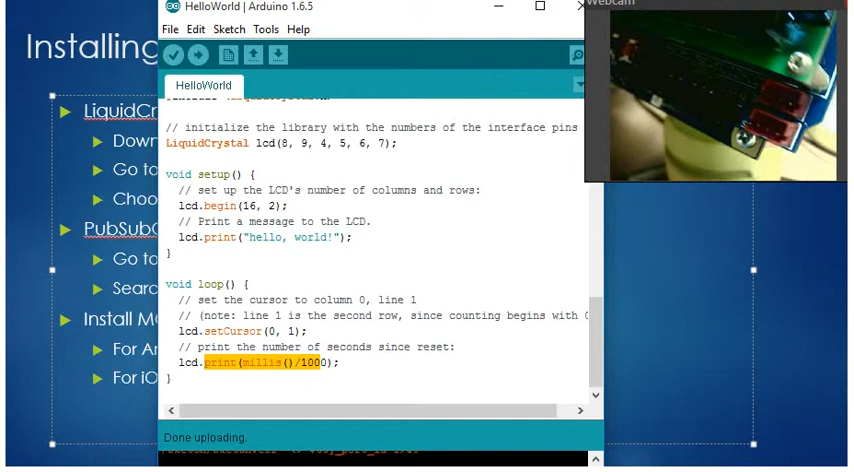 HelloWorld | Arduino 1.6.5
Webcam
File Edit Sketch Tools Help
Installing
HelloWorld
LiquidCr
Down
Go to
Choo
PubSubC
Go to
Searc
Install M
For Ar
For iO
// initialize the library with the numbers of the interface pins
LiquidCrystal lcd(8, 9, 4, 5, 6, 7);
void setup() {
// set up the LCD's number of columns and rows:
lcd.begin(16, 2);
// Print a message to the LCD.
lcd.print("hello, world!");
}
void loop() {
// set the cursor to column 0, line 1
// (note: line 1 is the second row, since counting begins with 0
lcd.setCursor(0, 1);
// print the number of seconds since reset:
lcd.print(millis()/1000);
}
Done uploading.